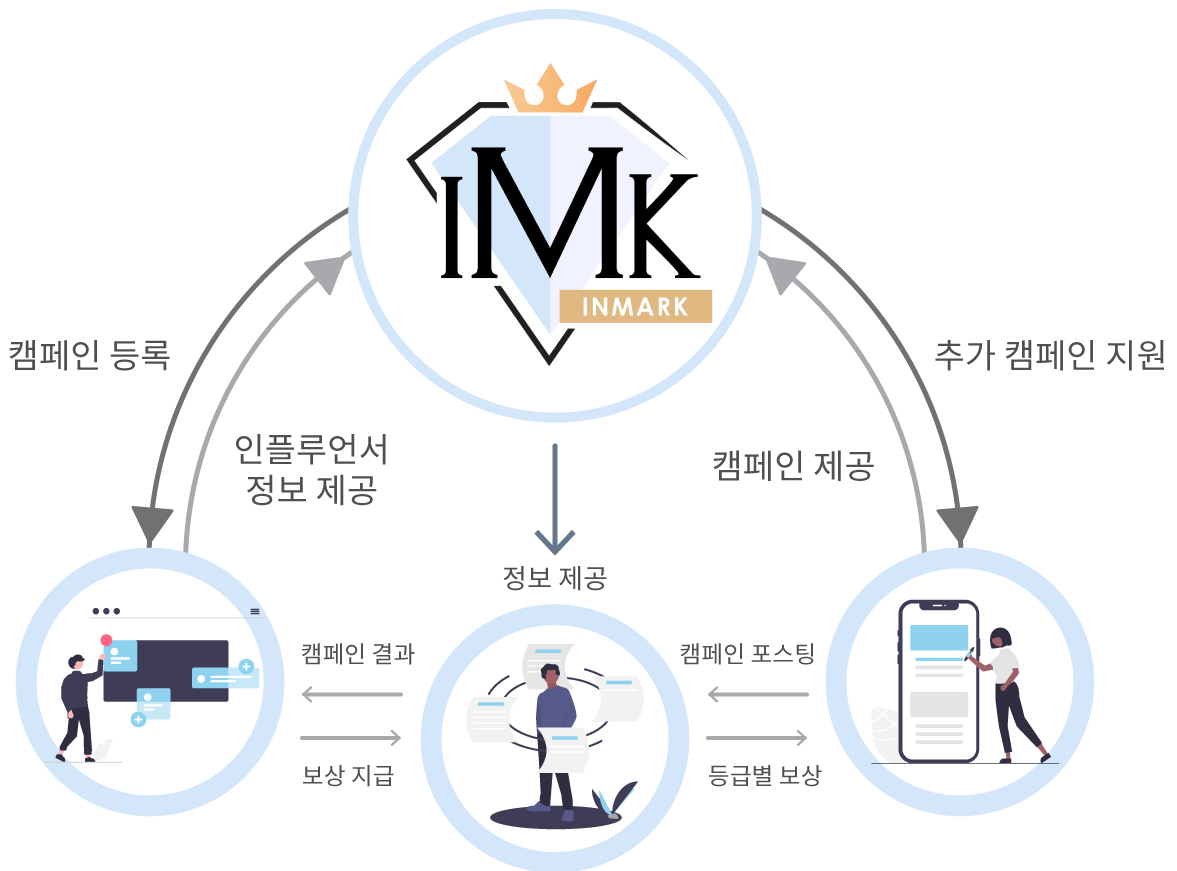 IMK
INMARK
캠페인 등록
추가 캠페인 지원
인플루언서
정보 제공
캠페인 제공
정보 제공
캠페인 결과
캠페인 포스팅
보상 지급
등급별 보상